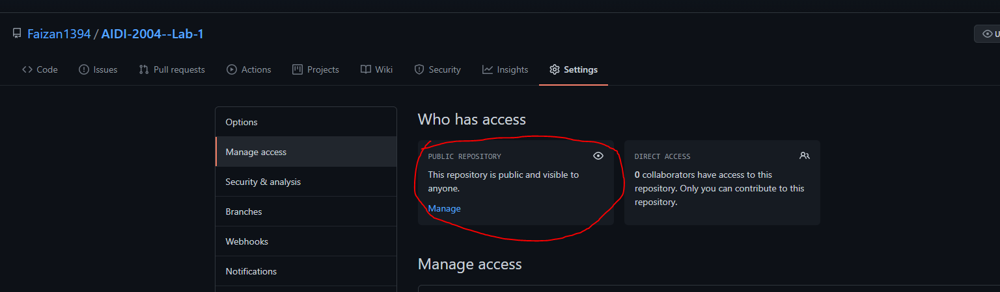 Faizan1394 / AIDI-2004--Lab-1
U
Code Issues Pull requests Actions Projects Wiki Security Insights Settings
Options
Manage access
Security & analysis
Branches
Webhooks
Notifications
Who has access
PUBLIC REPOSITORY
This repository is public and visible to
anyone.
Manage
DIRECT ACCESS
0 collaborators have access to this
repository. Only you can contribute to this
repository.
Manage access